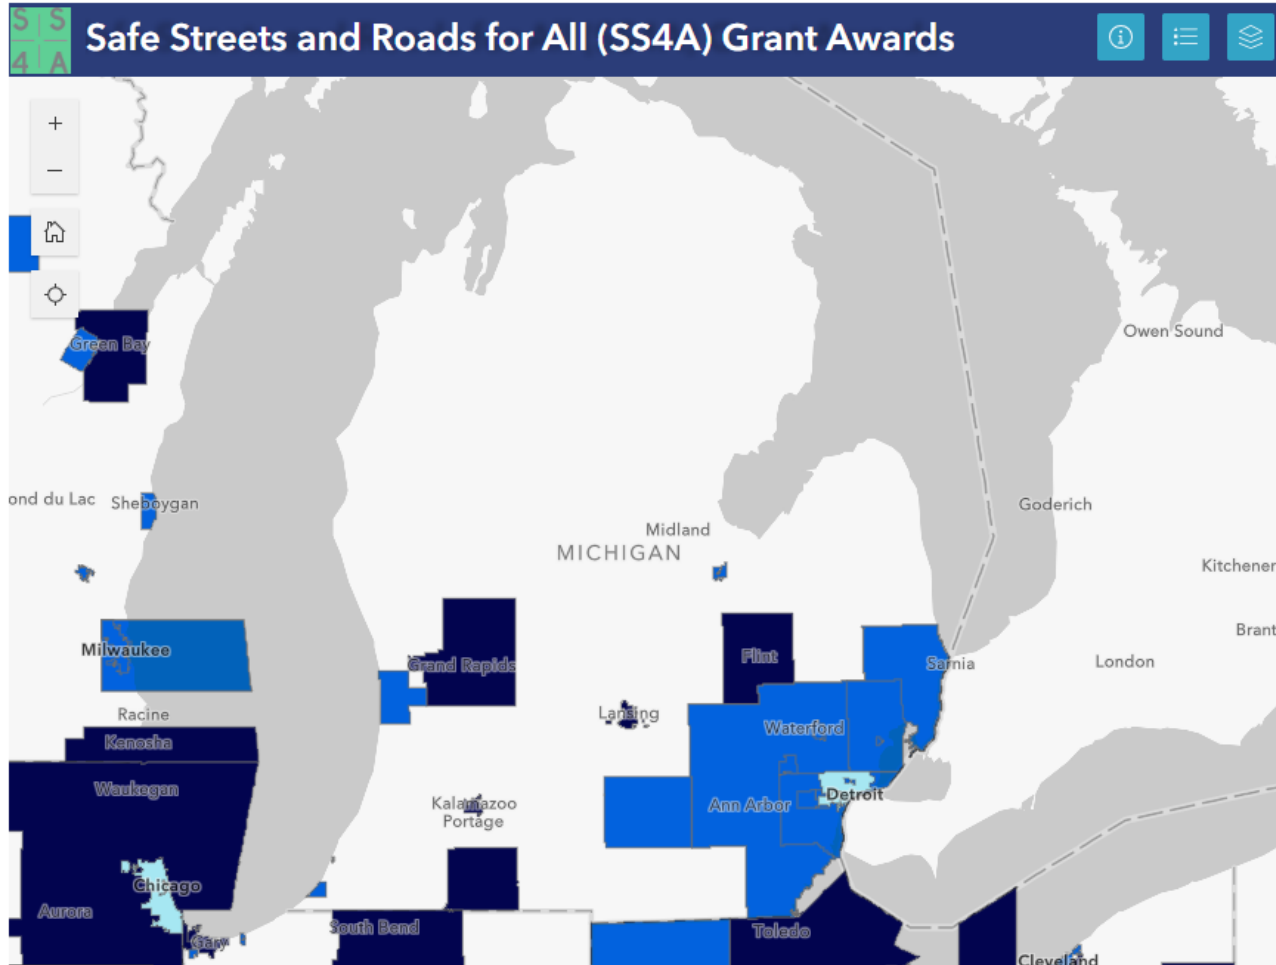 S S
4 A
Safe Streets and Roads for All (SS4A) Grant Awards
+
−
Green Bay
Owen Sound
ond du Lac
Sheboygan
Goderich
Midland
MICHIGAN
Kitchener
Brant
Milwaukee
Grand Rapids
Flint
Sarnia
London
Racine
Lansing
Waterford
Kenosha
Waukegan
Kalamazoo
Portage
Ann Arbor
Detroit
Chicago
Aurora
Gary
South Bend
Toledo
Cleveland